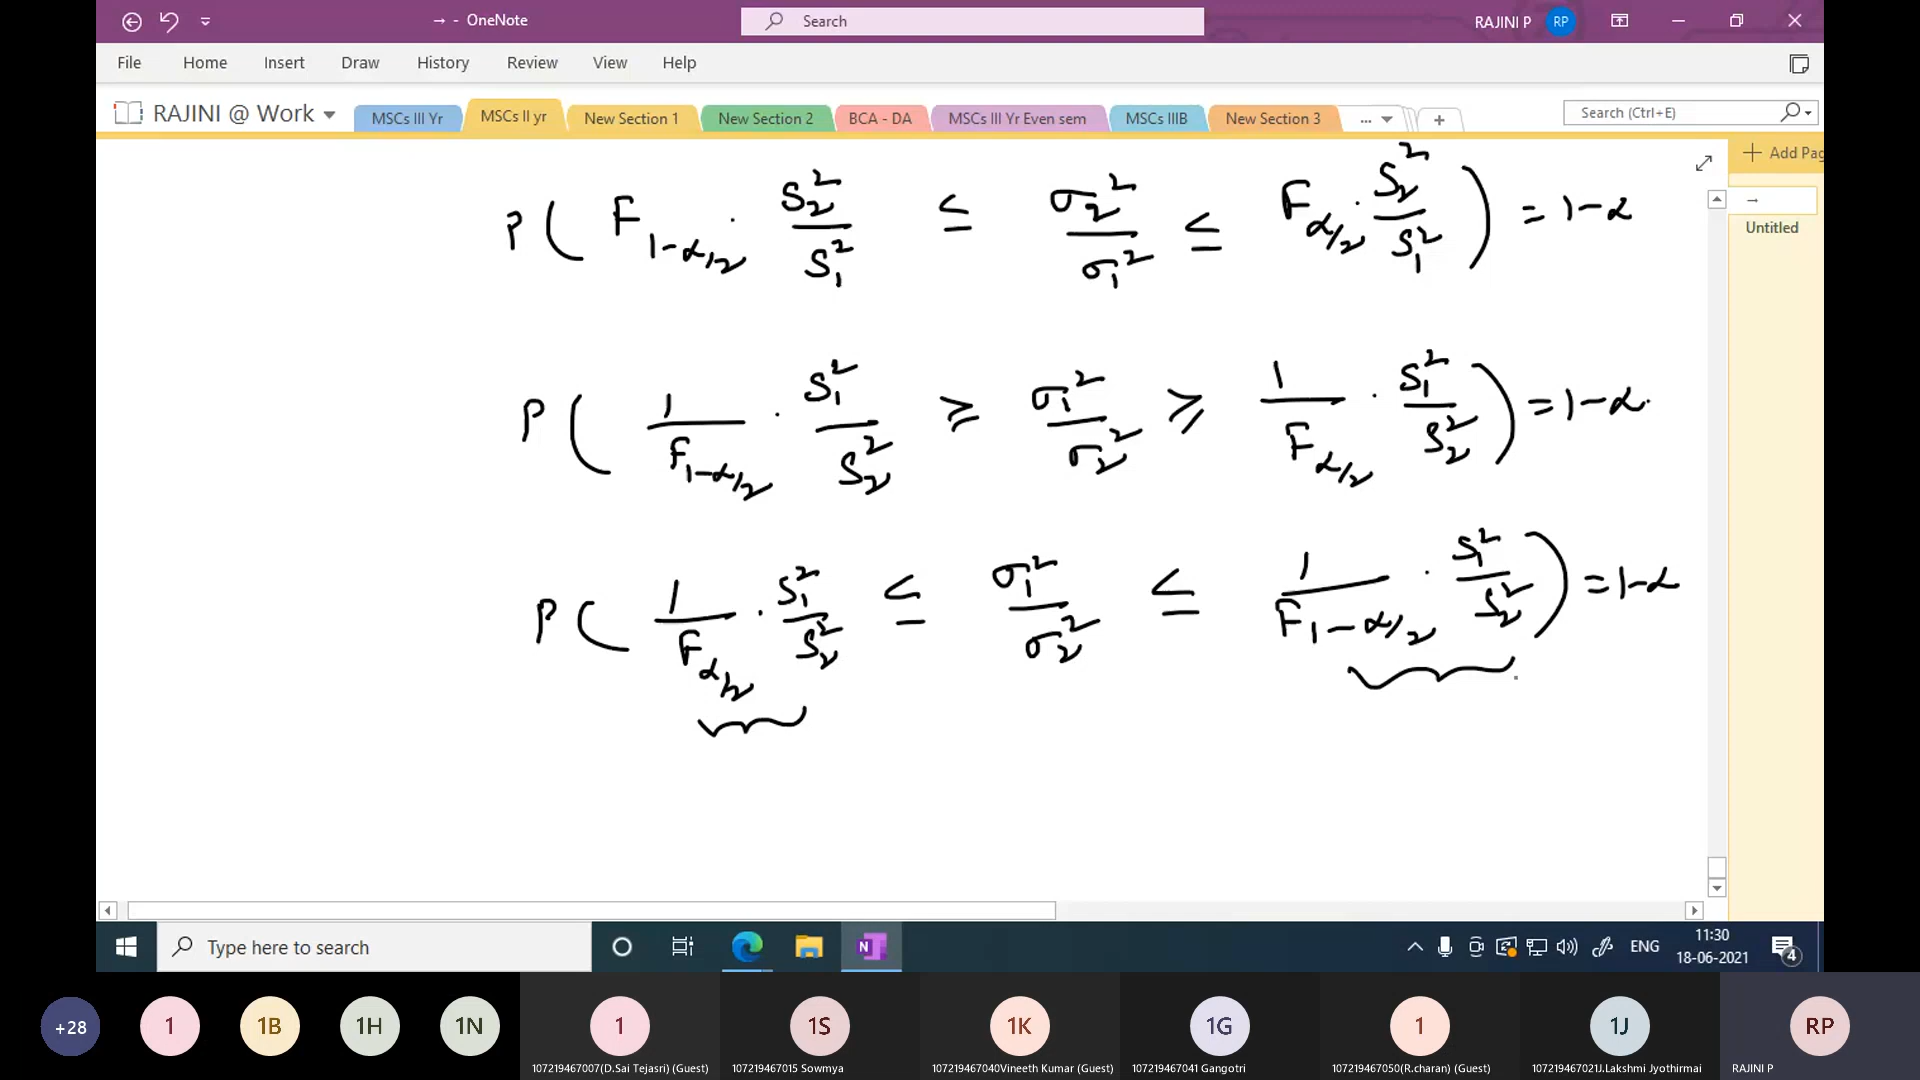 → - OneNote
Search
RAJINI P
RP
File Home Insert Draw History Review View Help
RAJINI @ Work
MSCs III Yr
MSCs II yr
New Section 1
New Section 2
BCA - DA
MSCs III Yr Even sem
MSCs IIIB
New Section 3
...
Search (Ctrl+E)
Add Pag
→
Untitled
P( F₁₋α/₂ · S₂²/S₁² ≤ σ₂²/σ₁² ≤ Fα/₂ · S₂²/S₁² ) = 1-α
P( 1/F₁₋α/₂ · S₁²/S₂² ⩾ σ₁²/σ₂² ⩾ 1/Fα/₂ · S₁²/S₂² ) = 1-α.
P( 1/Fα/₂ · S₁²/S₂² ≤ σ₁²/σ₂² ≤ 1/F₁₋α/₂ · S₁²/S₂² ) = 1-α
Type here to search
N
ENG
11:30
18-06-2021
4
+28
1
1B
1H
1N
1
1S
1K
1G
1
1J
RP
107219467007(D.Sai Tejasri) (Guest)
107219467015 Sowmya
107219467040Vineeth Kumar (Guest)
107219467041 Gangotri
107219467050(R.charan) (Guest)
107219467021J.Lakshmi Jyothirmai
RAJINI P